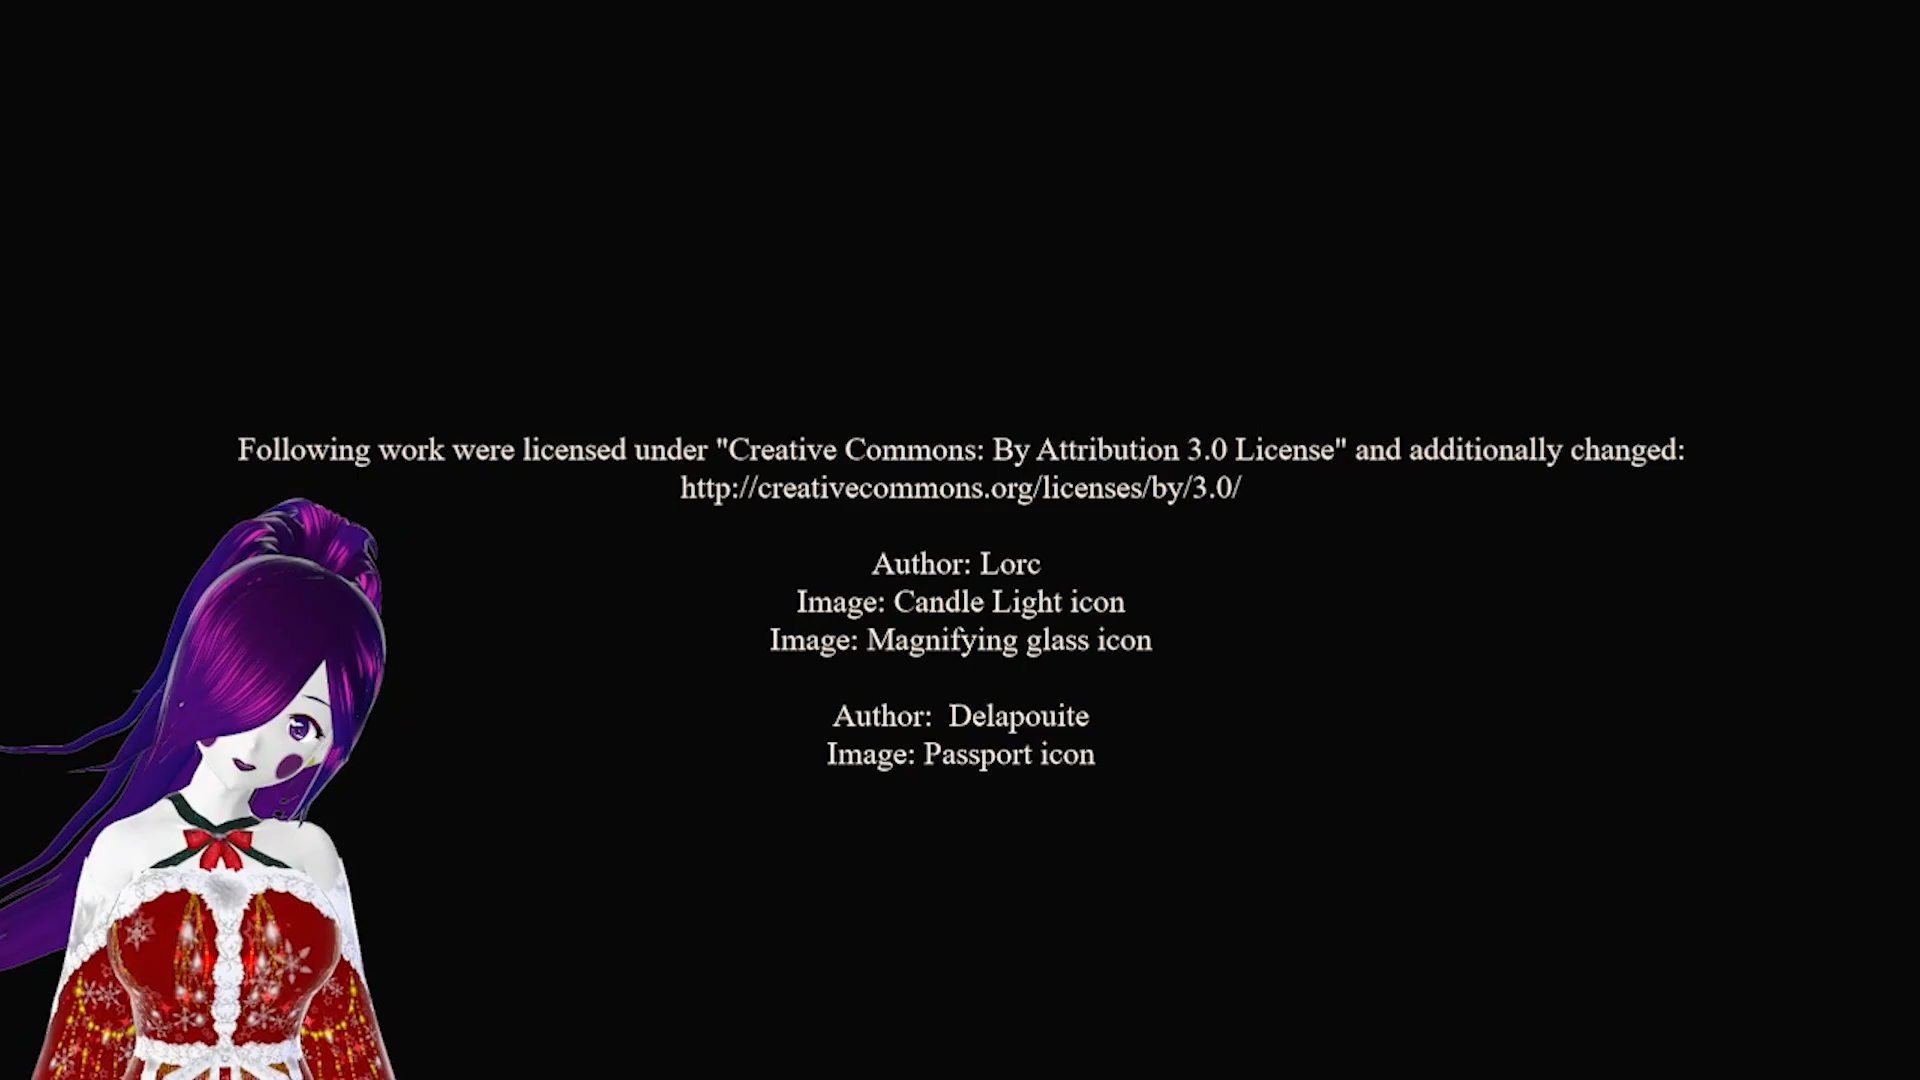 Following work were licensed under "Creative Commons: By Attribution 3.0 License" and additionally changed:
http://creativecommons.org/licenses/by/3.0/
Author: Lorc
Image: Candle Light icon
Image: Magnifying glass icon
Author:  Delapouite
Image: Passport icon